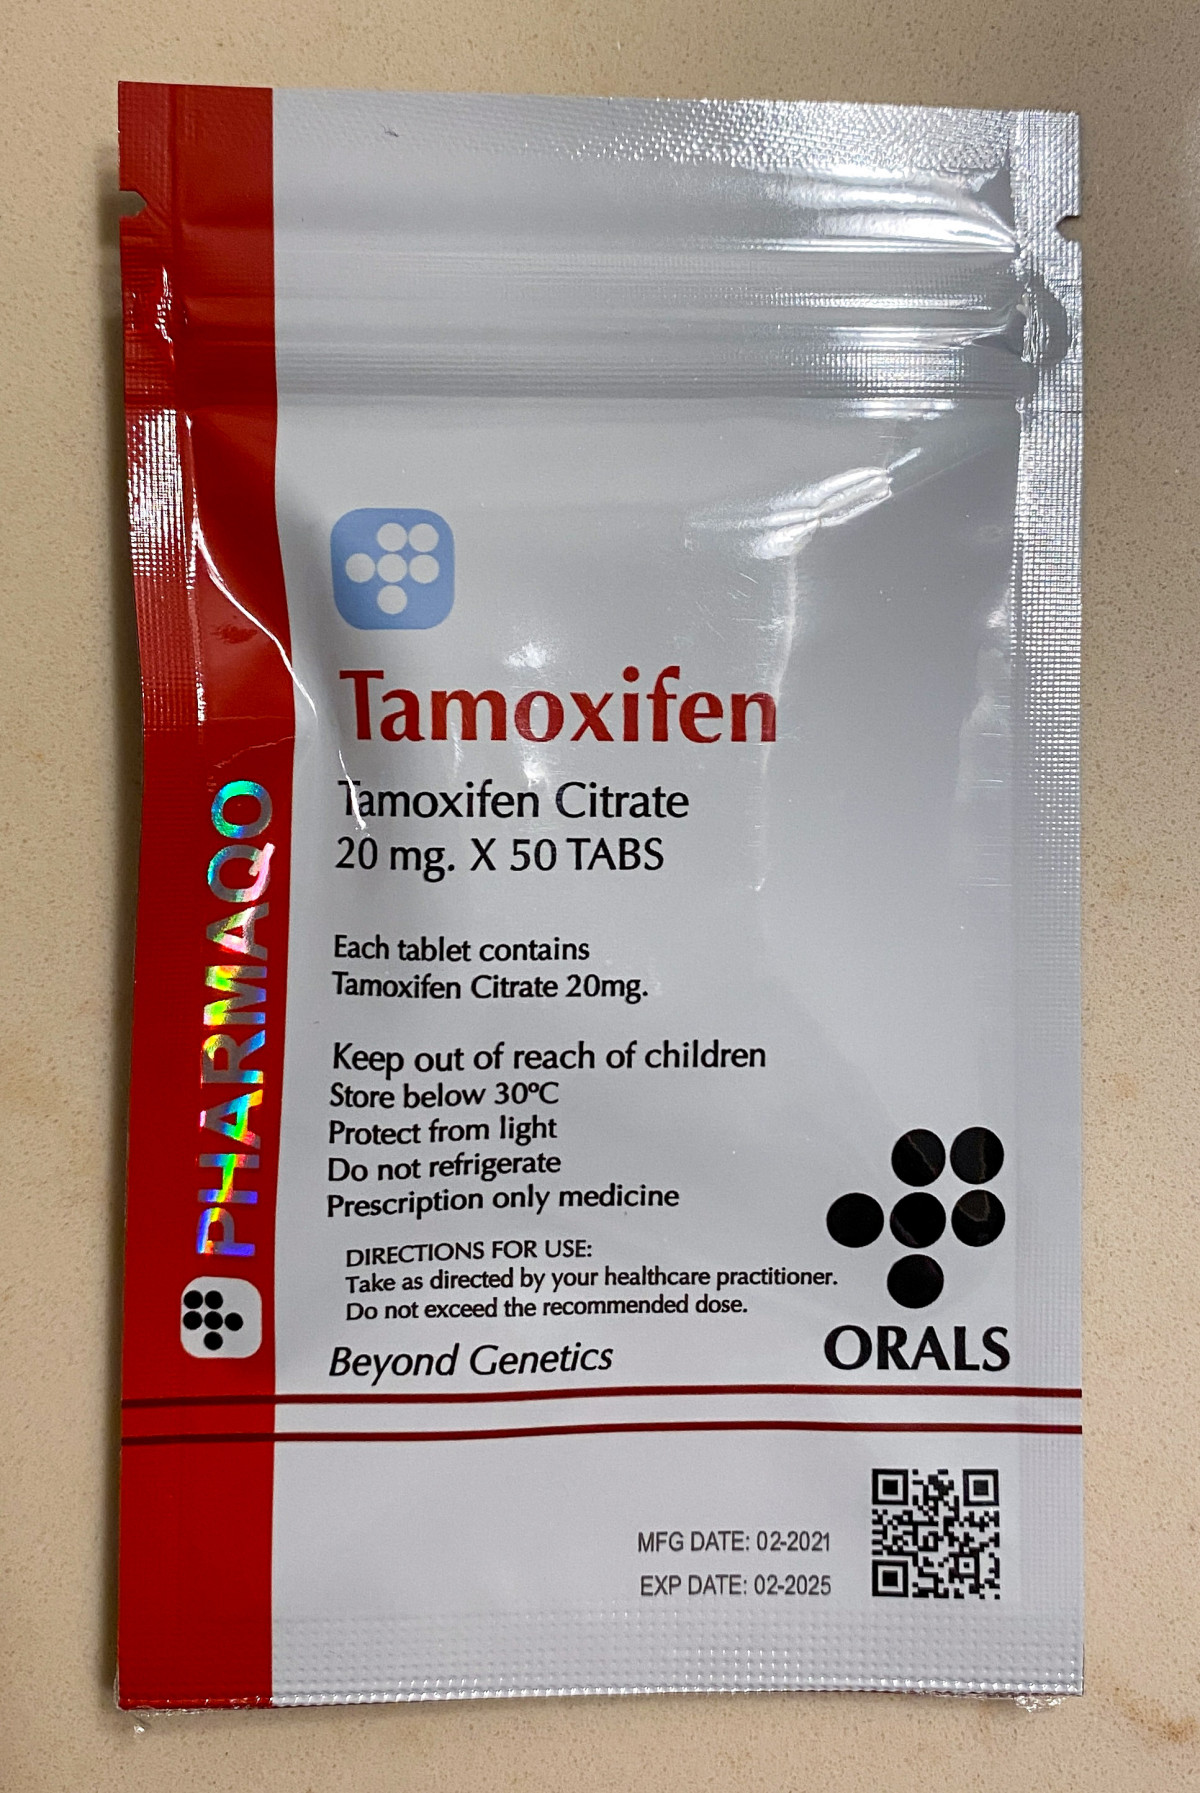 PHARMAQO
Tamoxifen
Tamoxifen Citrate
20 mg. X 50 TABS
Each tablet contains
Tamoxifen Citrate 20mg.
Keep out of reach of children
Store below 30ºC
Protect from light
Do not refrigerate
Prescription only medicine
DIRECTIONS FOR USE:
Take as directed by your healthcare practitioner.
Do not exceed the recommended dose.
Beyond Genetics
ORALS
MFG DATE: 02-2021
EXP DATE: 02-2025